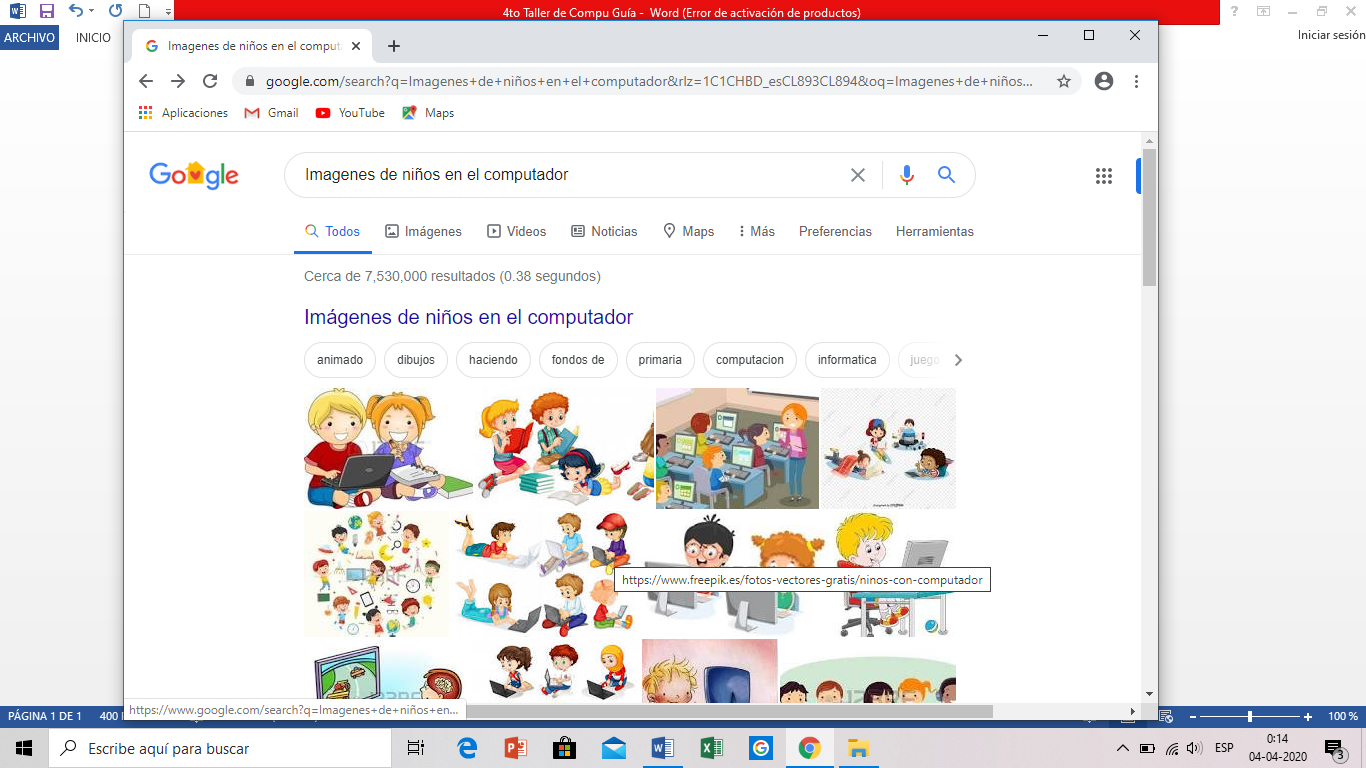 4to Taller de Compu Guía - Word (Error de activación de productos)
ARCHIVO INICIO
Iniciar sesión
Imagenes de niños en el comput
google.com/search?q=Imagenes+de+niños+en+el+computador&rlz=1C1CHBD_esCL893CL894&oq=Imagenes+de+niños...
Aplicaciones Gmail YouTube Maps
Google
Imagenes de niños en el computador
Todos Imágenes Videos Noticias Maps Más Preferencias Herramientas
Cerca de 7,530,000 resultados (0.38 segundos)
Imágenes de niños en el computador
animado dibujos haciendo fondos de primaria computacion informatica juego
https://www.freepik.es/fotos-vectores-gratis/ninos-con-computador
https://www.google.com/search?q=Imagenes+de+niños+en...
PÁGINA 1 DE 1 400
100 %
Escribe aquí para buscar
ESP
0:14
04-04-2020
3